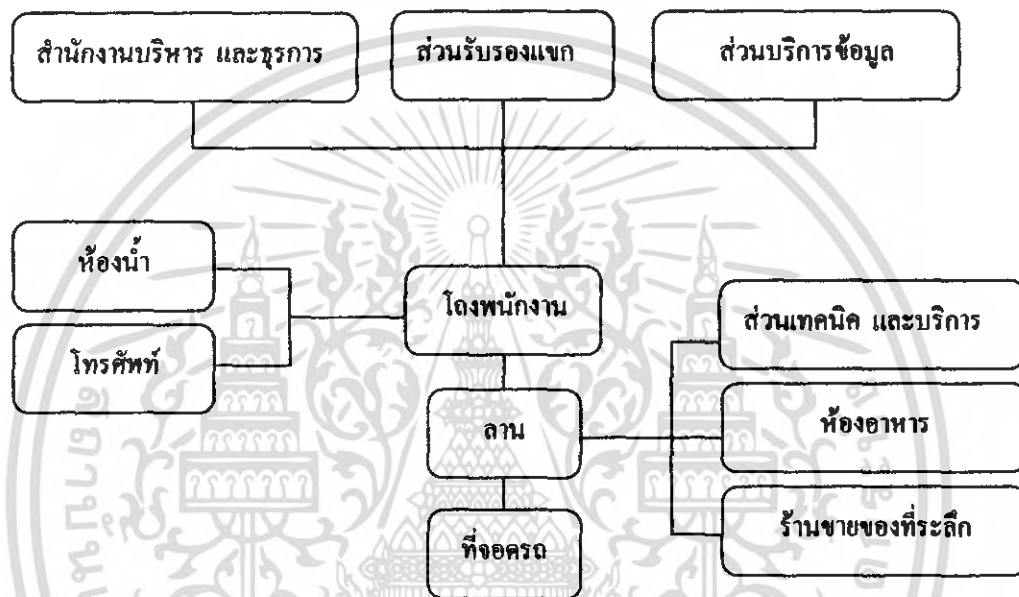 สำนักงานบริหาร และธุรการ
ส่วนรับรองแขก
ส่วนบริการข้อมูล
ห้องน้ำ
โทรศัพท์
โถงพนักงาน
ส่วนเทคนิค และบริการ
ลาน
ห้องอาหาร
ที่จอดรถ
ร้านขายของที่ระลึก